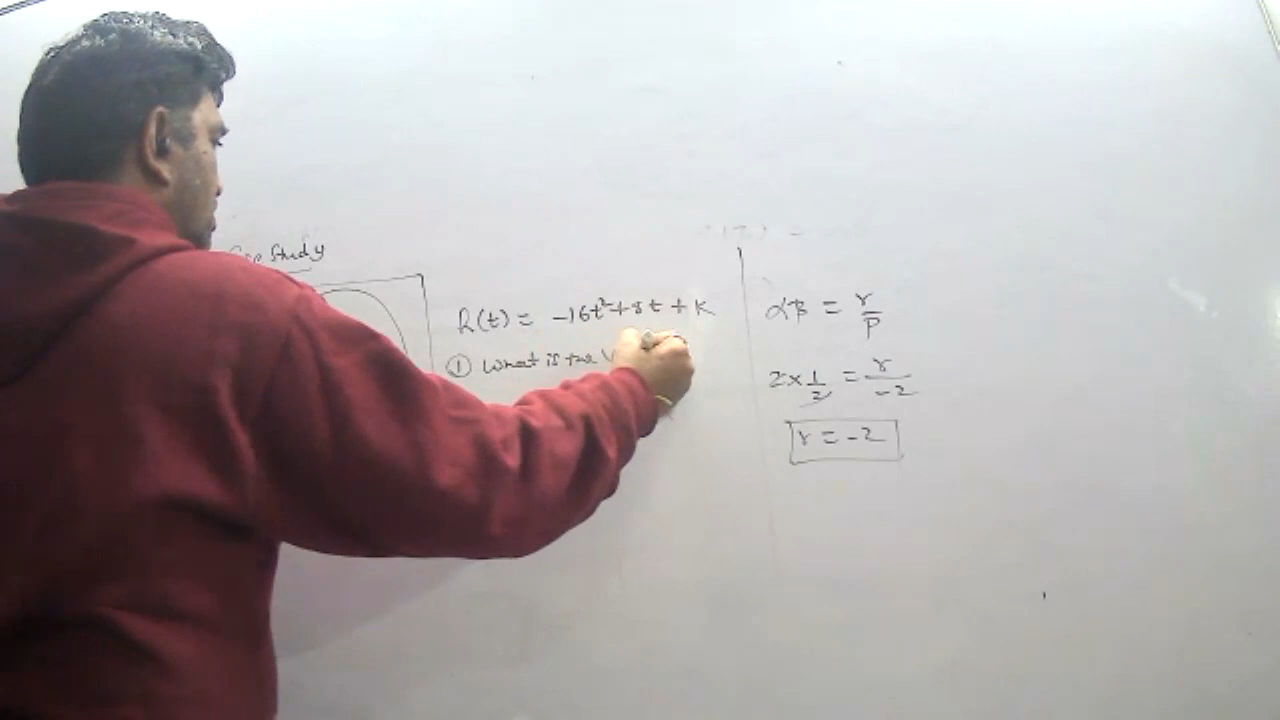 Case Study
h(t) = -16t²+8t+K
① What is the V
αβ = r/p
2×1/2 = r/-2
r = -2